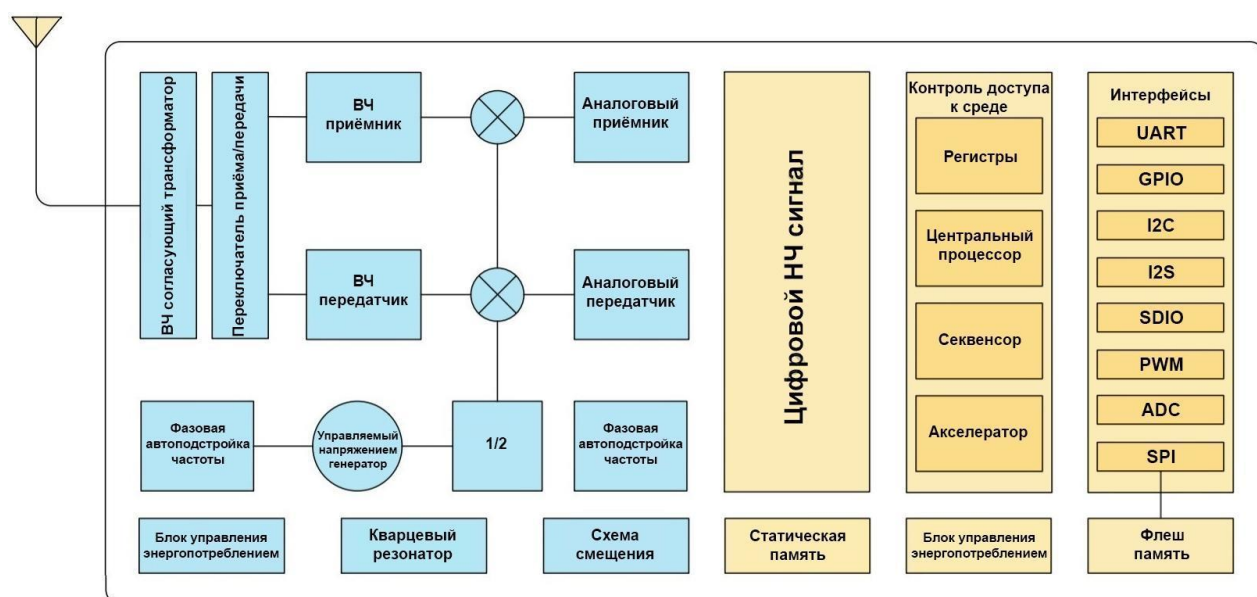 ВЧ согласующий трансформатор
Переключатель приёма/передачи
ВЧ
приёмник
Аналоговый
приёмник
ВЧ
передатчик
Аналоговый
передатчик
Фазовая
автоподстройка
частоты
Управляемый
напряжением
генератор
1/2
Фазовая
автоподстройка
частоты
Цифровой НЧ сигнал
Контроль доступа
к среде
Регистры
Центральный
процессор
Секвенсор
Акселератор
Интерфейсы
UART
GPIO
I2C
I2S
SDIO
PWM
ADC
SPI
Блок управления
энергопотреблением
Кварцевый
резонатор
Схема
смещения
Статическая
память
Блок управления
энергопотреблением
Флеш
память